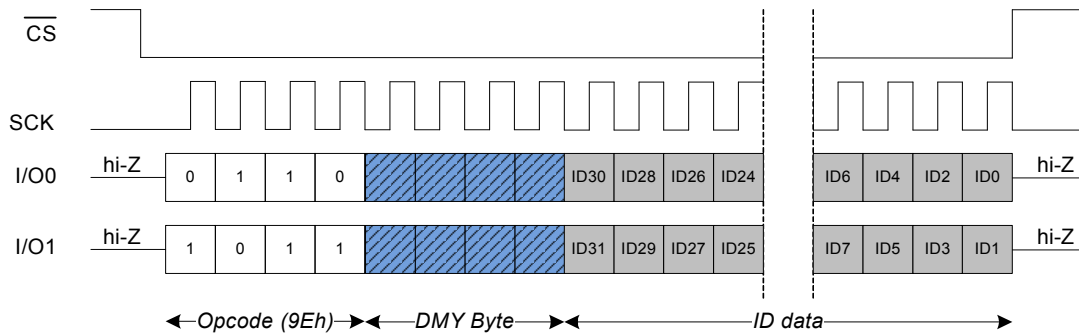 CS
SCK
I/O0 hi-Z 0 1 1 0 ID30 ID28 ID26 ID24 ID6 ID4 ID2 ID0 hi-Z
I/O1 hi-Z 1 0 1 1 ID31 ID29 ID27 ID25 ID7 ID5 ID3 ID1 hi-Z
Opcode (9Eh) DMY Byte ID data